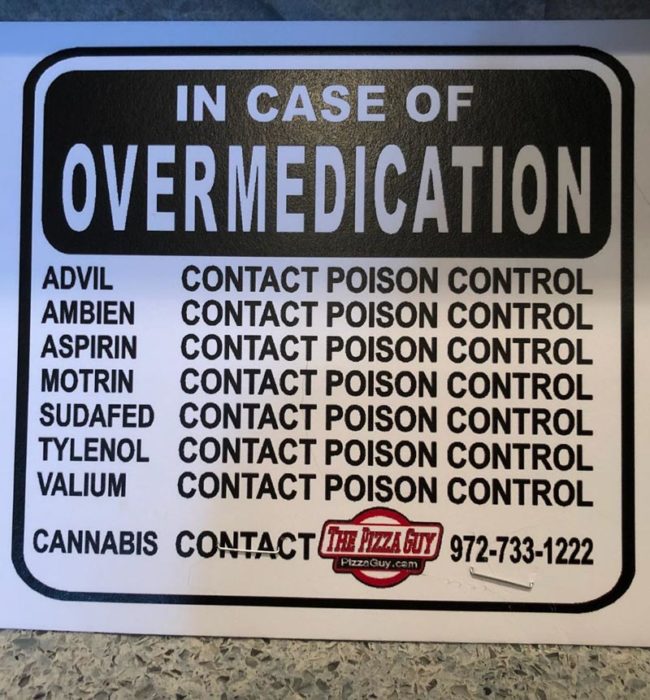 IN CASE OF
OVERMEDICATION
ADVIL CONTACT POISON CONTROL
AMBIEN CONTACT POISON CONTROL
ASPIRIN CONTACT POISON CONTROL
MOTRIN CONTACT POISON CONTROL
SUDAFED CONTACT POISON CONTROL
TYLENOL CONTACT POISON CONTROL
VALIUM CONTACT POISON CONTROL
CANNABIS CONTACT THE PIZZA GUY 972-733-1222
PizzaGuy.com